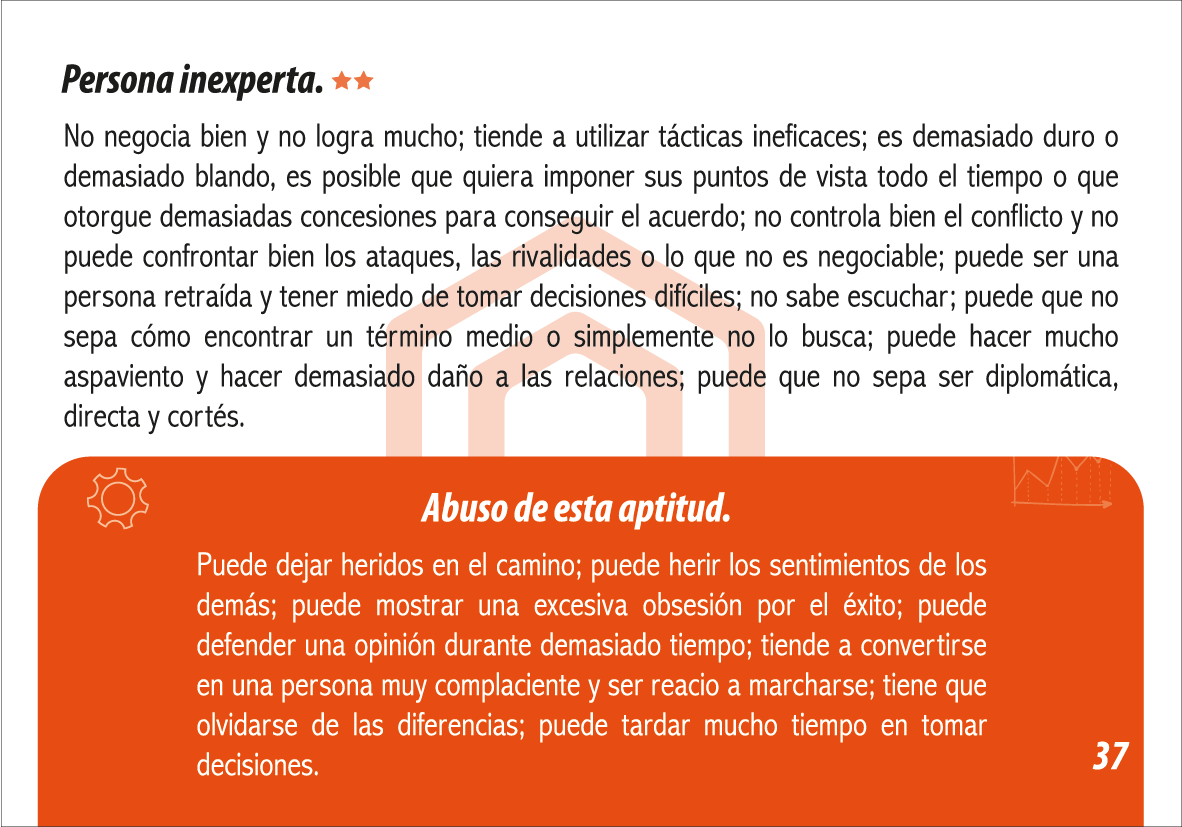 Persona inexperta.
No negocia bien y no logra mucho; tiende a utilizar tácticas ineficaces; es demasiado duro o
demasiado blando, es posible que quiera imponer sus puntos de vista todo el tiempo o que
otorgue demasiadas concesiones para conseguir el acuerdo; no controla bien el conflicto y no
puede confrontar bien los ataques, las rivalidades o lo que no es negociable; puede ser una
persona retraída y tener miedo de tomar decisiones difíciles; no sabe escuchar; puede que no
sepa cómo encontrar un término medio o simplemente no lo busca; puede hacer mucho
aspaviento y hacer demasiado daño a las relaciones; puede que no sepa ser diplomática,
directa y cortés.
Abuso de esta aptitud.
Puede dejar heridos en el camino; puede herir los sentimientos de los
demás; puede mostrar una excesiva obsesión por el éxito; puede
defender una opinión durante demasiado tiempo; tiende a convertirse
en una persona muy complaciente y ser reacio a marcharse; tiene que
olvidarse de las diferencias; puede tardar mucho tiempo en tomar
decisiones.
37